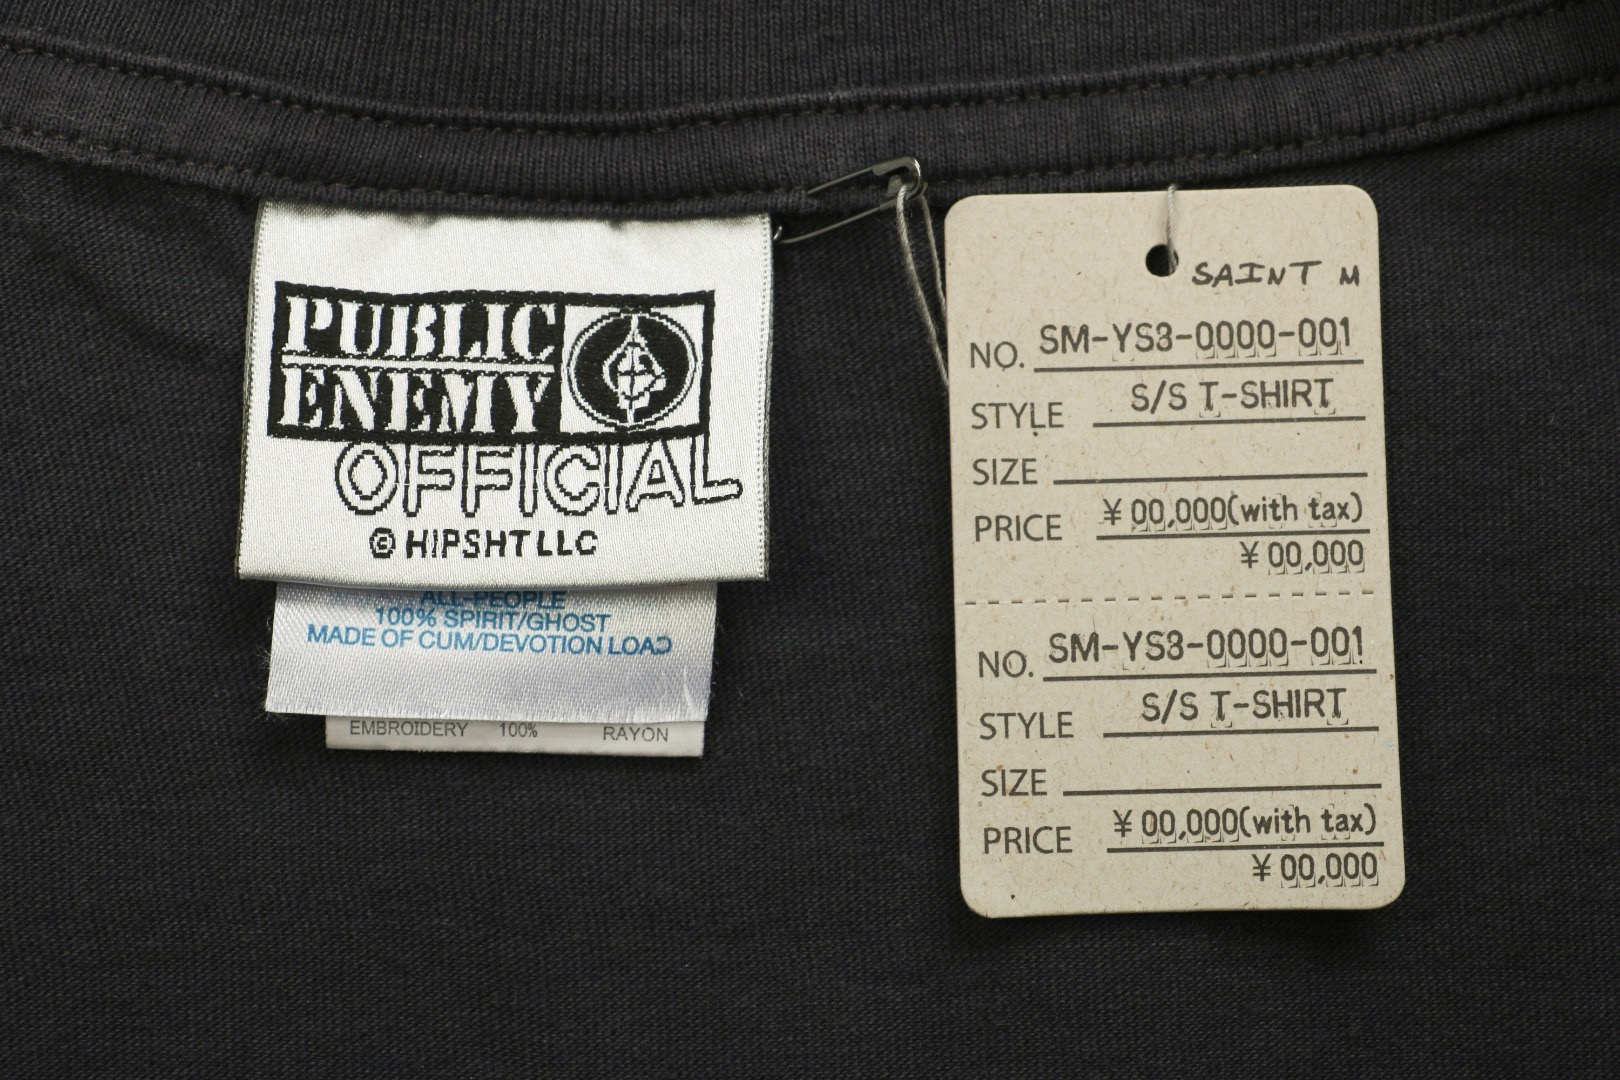 PUBLIC
ENEMY
OFFICIAL
© HIPSHT LLC
ALL-PEOPLE
100% SPIRIT/GHOST
MADE OF CUM/DEVOTION LOAD
EMBROIDERY 100% RAYON
SAINT M
NO. SM-YS3-0000-001
STYLE S/S T-SHIRT
SIZE
PRICE ¥ 00,000(with tax)
¥ 00,000
NO. SM-YS3-0000-001
STYLE S/S T-SHIRT
SIZE
PRICE ¥ 00,000(with tax)
¥ 00,000